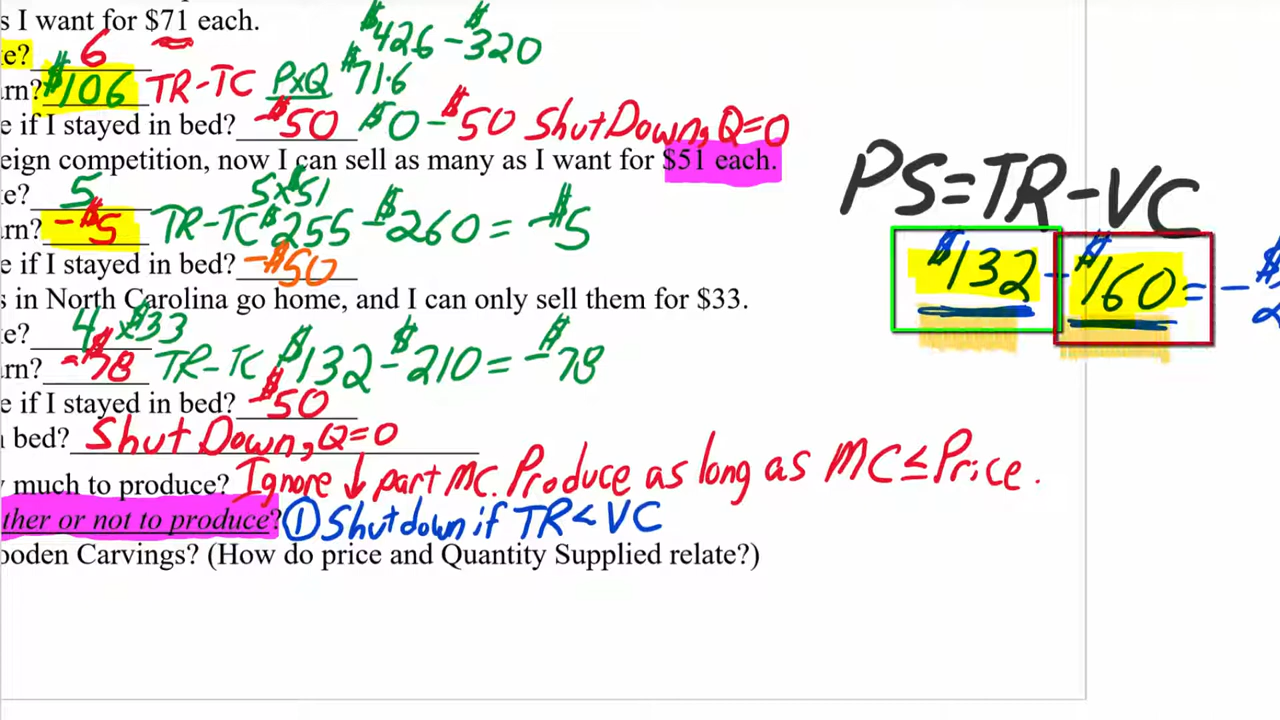 s I want for $71 each.
$426 - $320
e? 6
rn? $106 TR-TC PxQ $71·6
e if I stayed in bed? -$50 $0 - $50 Shut Down, Q=0
eign competition, now I can sell as many as I want for $51 each.
e? 5 5x$51
rn? -$5 TR-TC $255 - $260 = -$5
e if I stayed in bed? -$50
s in North Carolina go home, and I can only sell them for $33.
e? 4 x $33
rn? -$78 TR-TC $132 - $210 = -$78
e if I stayed in bed? -$50
n bed? Shut Down, Q=0
much to produce? Ignore ↓ part MC. Produce as long as MC ≤ Price.
ther or not to produce? ① Shutdown if TR < VC
ooden Carvings? (How do price and Quantity Supplied relate?)
PS = TR - VC
$132 - $160 = -$2